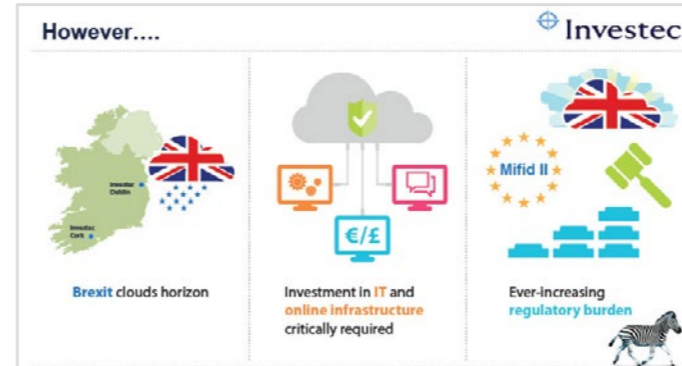 However....
Investec
Investec
Dublin
Investec
Cork
Brexit clouds horizon
€/£
Investment in IT and
online infrastructure
critically required
Mifid II
Ever-increasing
regulatory burden